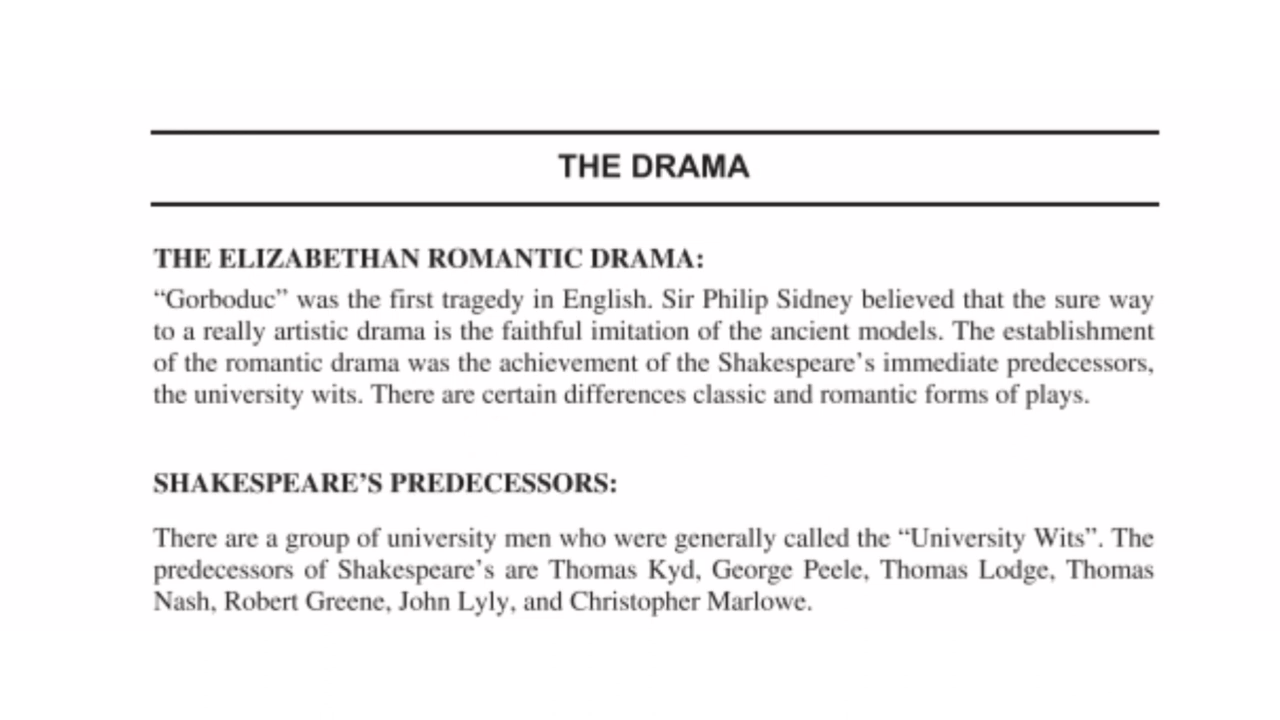 THE DRAMA
THE ELIZABETHAN ROMANTIC DRAMA:
“Gorboduc” was the first tragedy in English. Sir Philip Sidney believed that the sure way
to a really artistic drama is the faithful imitation of the ancient models. The establishment
of the romantic drama was the achievement of the Shakespeare’s immediate predecessors,
the university wits. There are certain differences classic and romantic forms of plays.
SHAKESPEARE’S PREDECESSORS:
There are a group of university men who were generally called the “University Wits”. The
predecessors of Shakespeare’s are Thomas Kyd, George Peele, Thomas Lodge, Thomas
Nash, Robert Greene, John Lyly, and Christopher Marlowe.